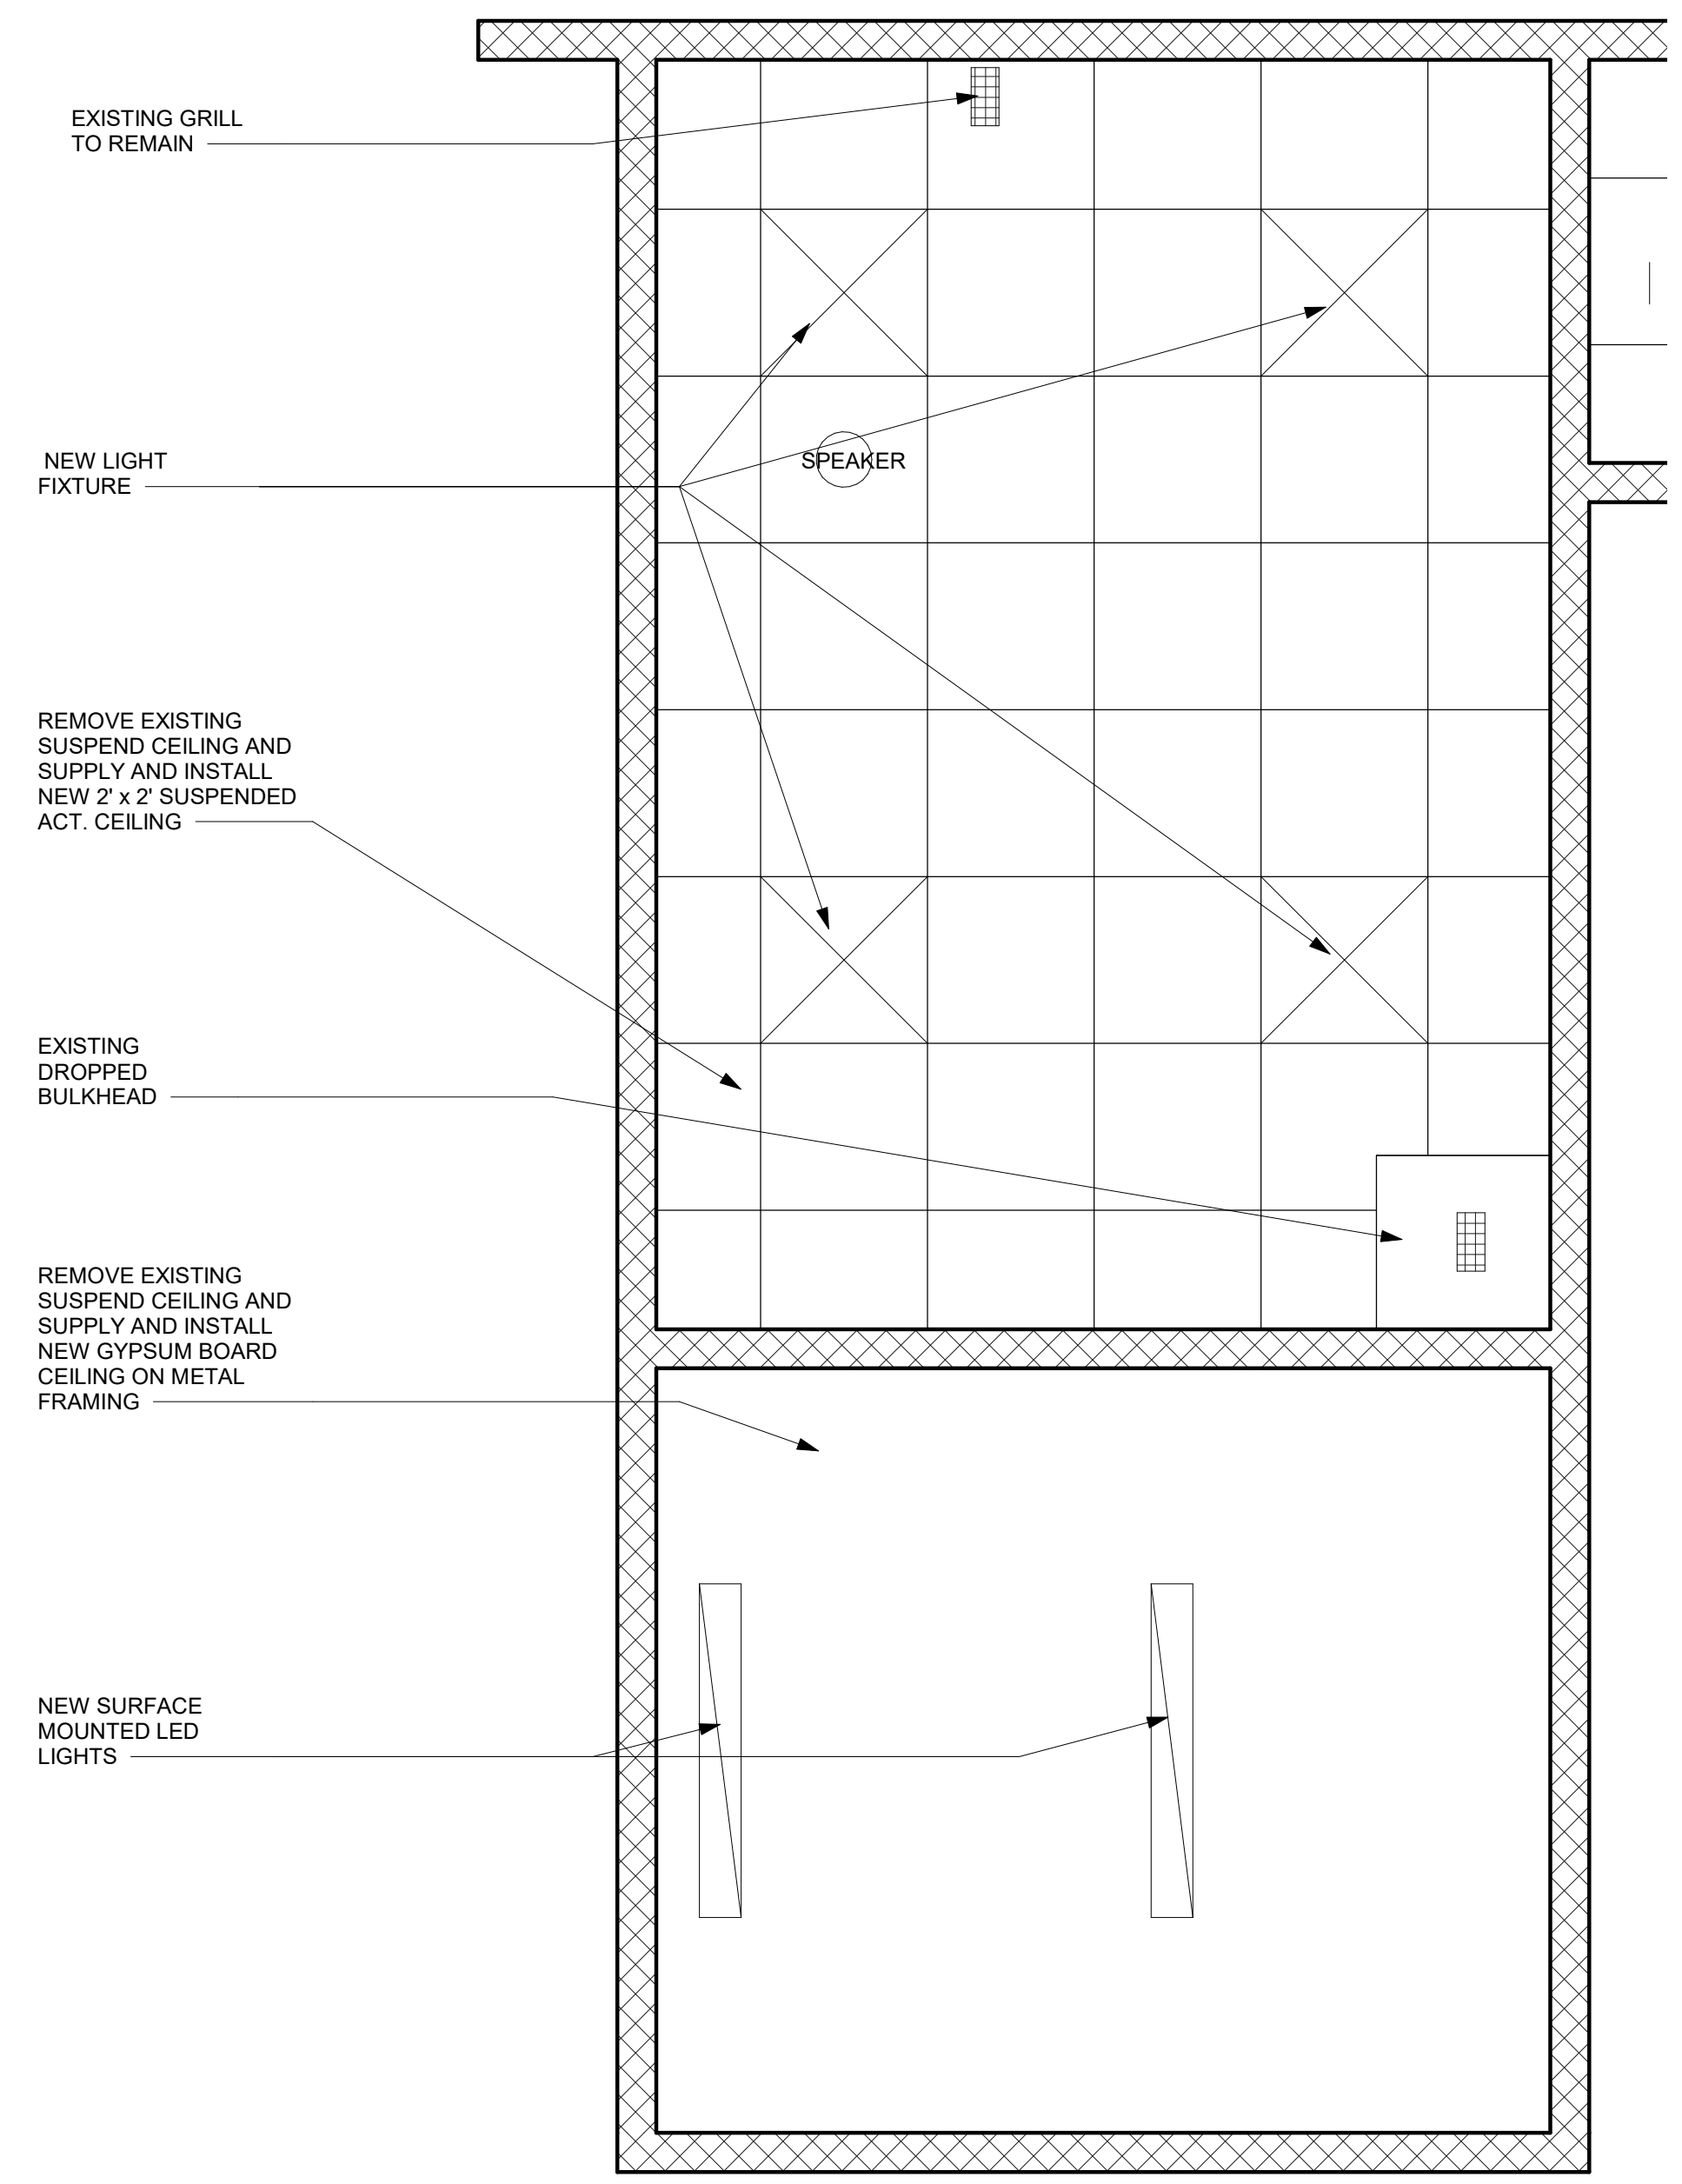 EXISTING GRILL
TO REMAIN
NEW LIGHT
FIXTURE
SPEAKER
REMOVE EXISTING
SUSPEND CEILING AND
SUPPLY AND INSTALL
NEW 2' x 2' SUSPENDED
ACT. CEILING
EXISTING
DROPPED
BULKHEAD
REMOVE EXISTING
SUSPEND CEILING AND
SUPPLY AND INSTALL
NEW GYPSUM BOARD
CEILING ON METAL
FRAMING
NEW SURFACE
MOUNTED LED
LIGHTS